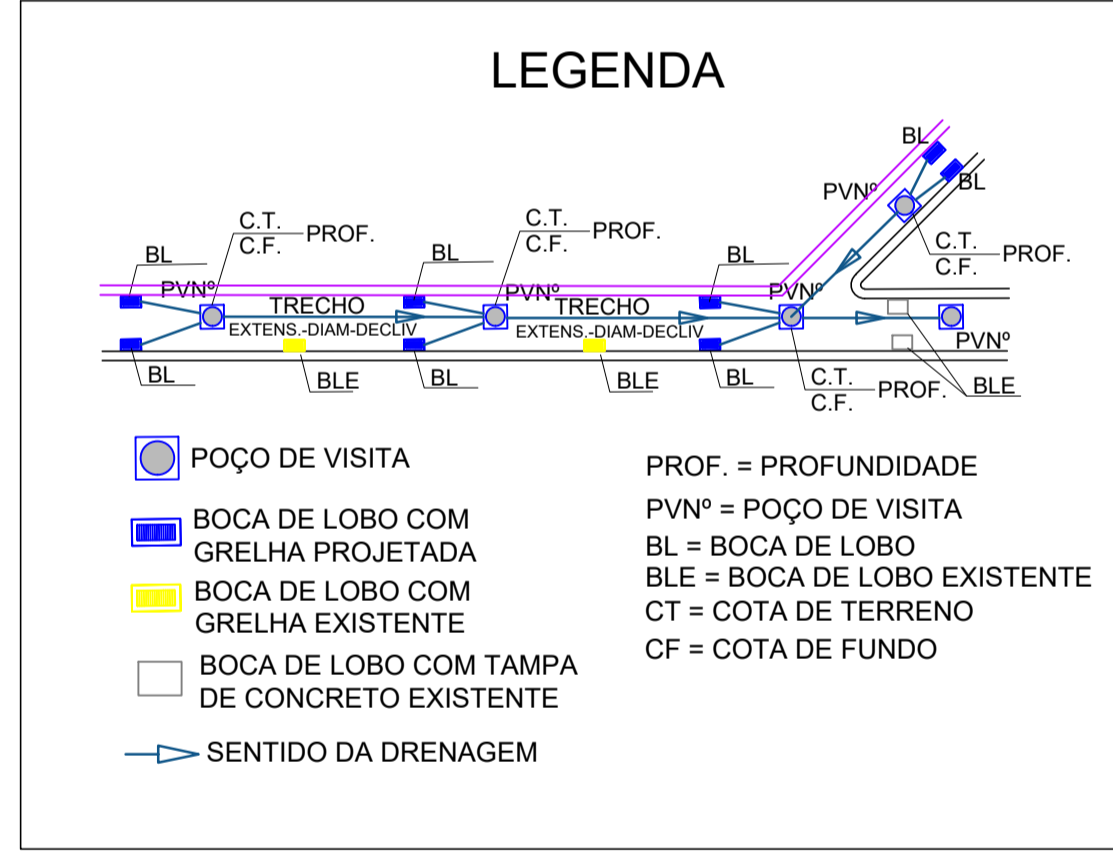 LEGENDA
BL
BL
PVNº
C.T.
C.F.
PROF.
C.T.
C.F.
PROF.
C.T.
C.F.
PROF.
BL
BL
BL
PVNº
PVNº
PVNº
TRECHO
TRECHO
EXTENS.-DIAM-DECLIV
EXTENS.-DIAM-DECLIV
PVNº
BL
BLE
BL
BLE
BL
C.T.
C.F.
PROF.
BLE
POÇO DE VISITA
BOCA DE LOBO COM
GRELHA PROJETADA
BOCA DE LOBO COM
GRELHA EXISTENTE
BOCA DE LOBO COM TAMPA
DE CONCRETO EXISTENTE
SENTIDO DA DRENAGEM
PROF. = PROFUNDIDADE
PVNº = POÇO DE VISITA
BL = BOCA DE LOBO
BLE = BOCA DE LOBO EXISTENTE
CT = COTA DE TERRENO
CF = COTA DE FUNDO